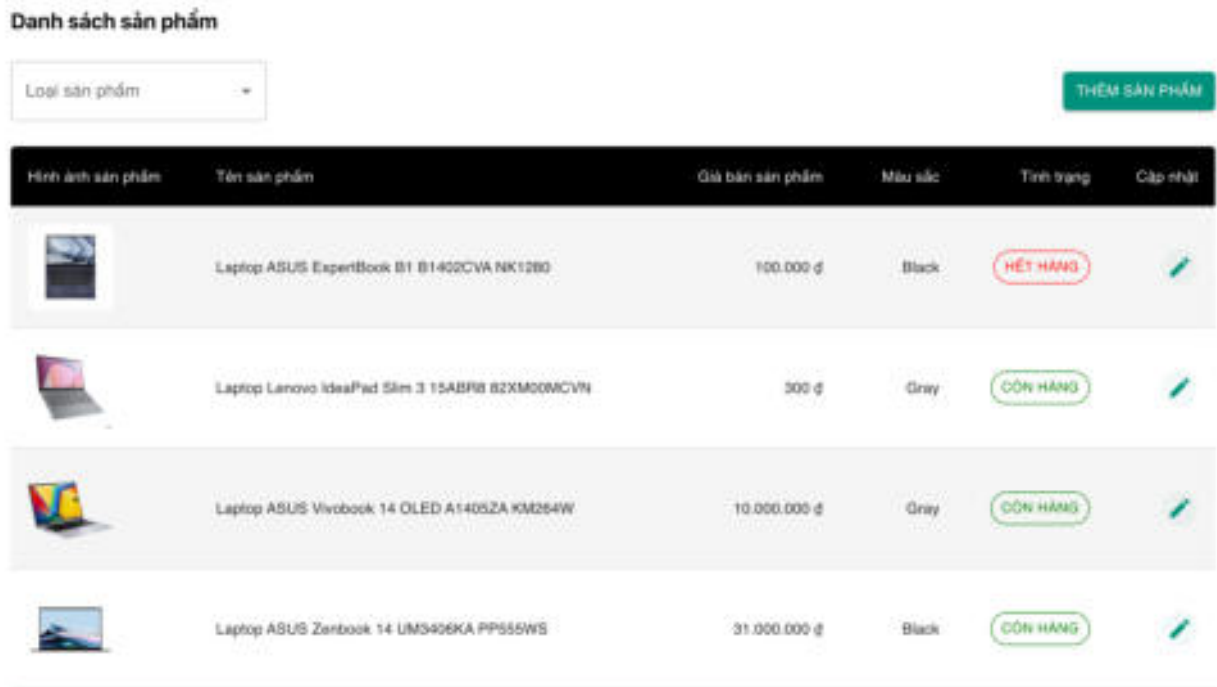 Danh sách sản phẩm
Loại sản phẩm
THÊM SẢN PHẨM
Hình ảnh sản phẩm Tên sản phẩm Giá bán sản phẩm Màu sắc Tình trạng Cập nhật
Laptop ASUS ExpertBook B1 B1402CVA NK1280 100.000 ₫ Black HẾT HÀNG
Laptop Lenovo IdeaPad Slim 3 15ABR8 82XM00MCVN 300 ₫ Gray CÒN HÀNG
Laptop ASUS Vivobook 14 OLED A1405ZA KM264W 10.000.000 ₫ Gray CÒN HÀNG
Laptop ASUS Zenbook 14 UM3406KA PP555WS 31.000.000 ₫ Black CÒN HÀNG